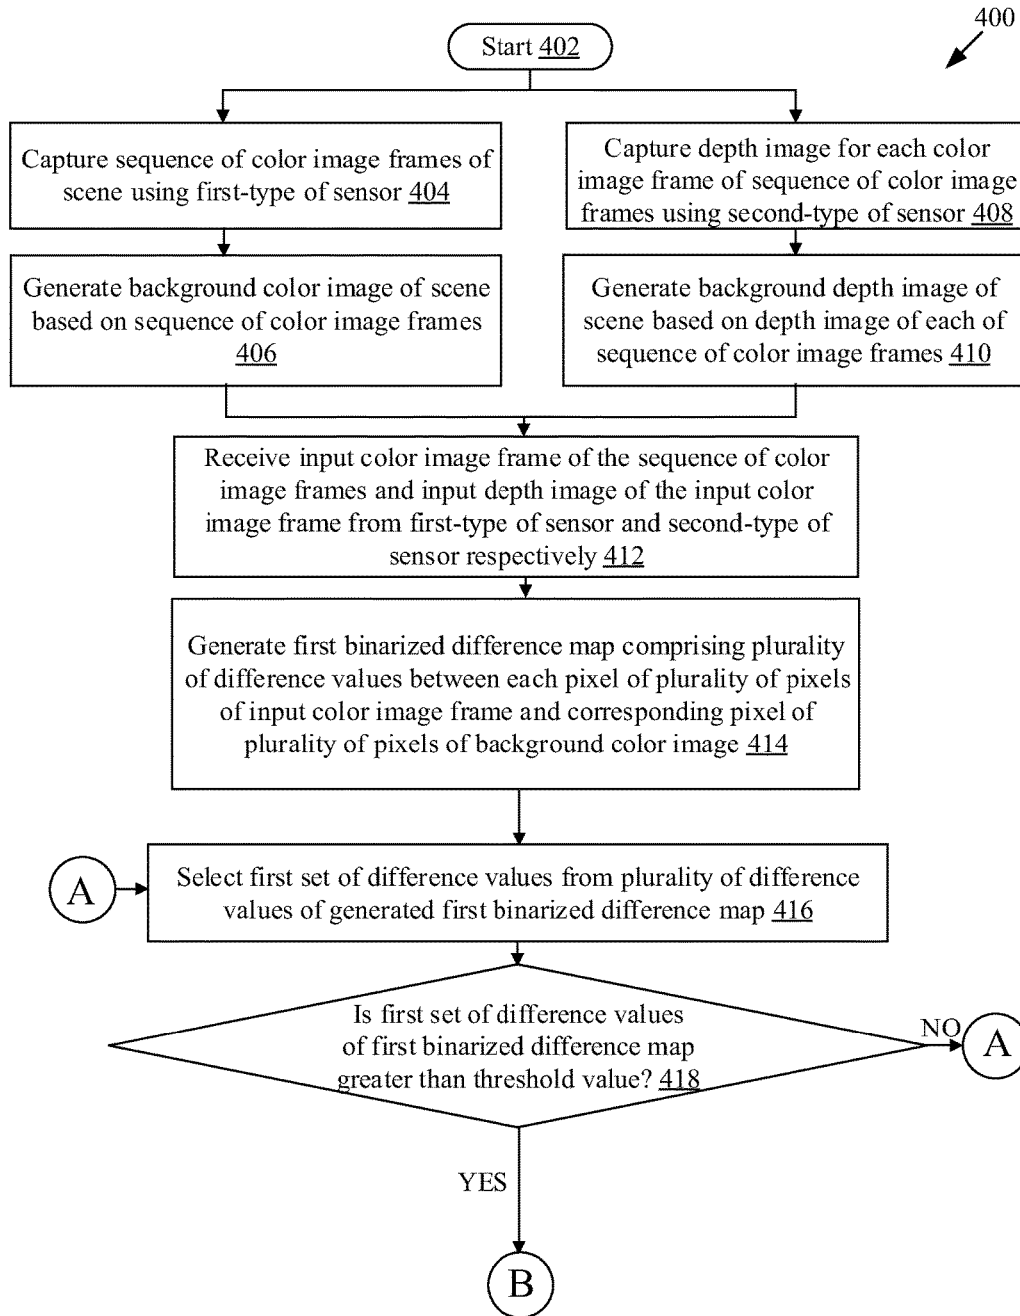 400
Start 402
Capture sequence of color image frames of
scene using first-type of sensor 404
Capture depth image for each color
image frame of sequence of color image
frames using second-type of sensor 408
Generate background color image of scene
based on sequence of color image frames
406
Generate background depth image of
scene based on depth image of each of
sequence of color image frames 410
Receive input color image frame of the sequence of color
image frames and input depth image of the input color
image frame from first-type of sensor and second-type of
sensor respectively 412
Generate first binarized difference map comprising plurality
of difference values between each pixel of plurality of pixels
of input color image frame and corresponding pixel of
plurality of pixels of background color image 414
A
Select first set of difference values from plurality of difference
values of generated first binarized difference map 416
Is first set of difference values
of first binarized difference map
greater than threshold value? 418
NO
A
YES
B